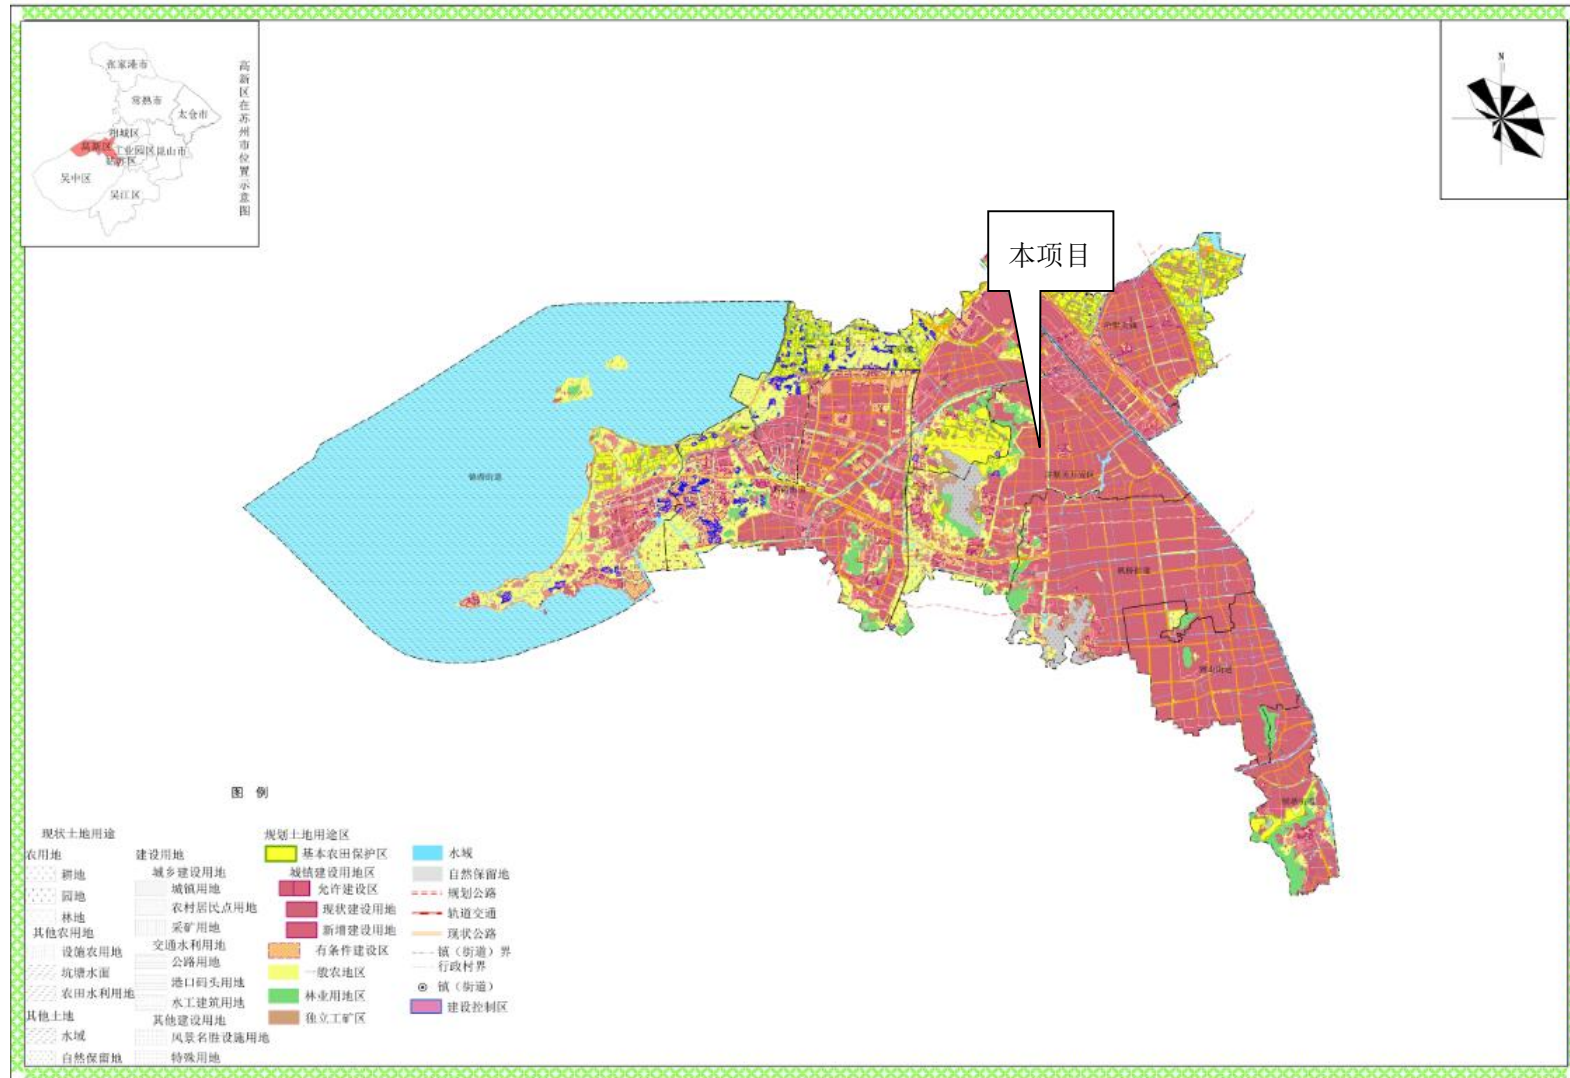 高新区在苏州市位置示意图
张家港市
常熟市
太仓市
相城区
高新区
工业园区
昆山市
姑苏区
吴中区
吴江区
N
本项目
镇湖街道
枫桥街道
狮山街道
图 例
现状土地用途
农用地
耕地
园地
林地
其他农用地
设施农用地
坑塘水面
农田水利用地
其他土地
水域
自然保留地
建设用地
城乡建设用地
城镇用地
农村居民点用地
采矿用地
交通水利用地
公路用地
港口码头用地
水工建筑用地
其他建设用地
风景名胜设施用地
特殊用地
规划土地用途区
基本农田保护区
城镇建设用地区
允许建设区
现状建设用地
新增建设用地
有条件建设区
一般农地区
林业用地区
独立工矿区
水域
自然保留地
规划公路
轨道交通
现状公路
镇（街道）界
行政村界
镇（街道）
建设控制区